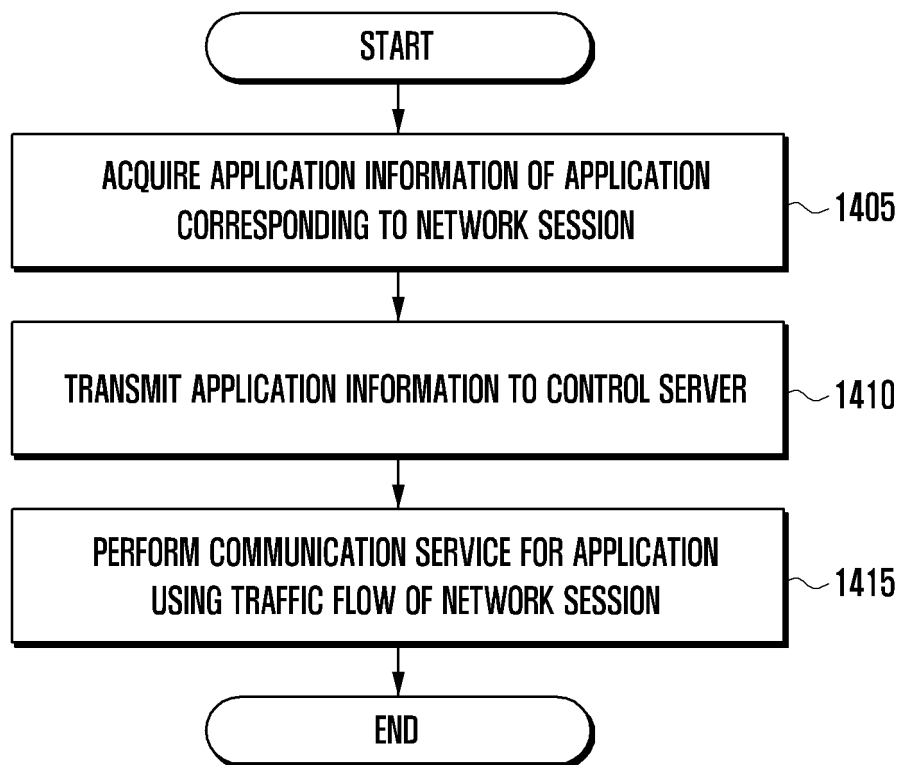 START
ACQUIRE APPLICATION INFORMATION OF APPLICATION
CORRESPONDING TO NETWORK SESSION
1405
TRANSMIT APPLICATION INFORMATION TO CONTROL SERVER
1410
PERFORM COMMUNICATION SERVICE FOR APPLICATION
USING TRAFFIC FLOW OF NETWORK SESSION
1415
END